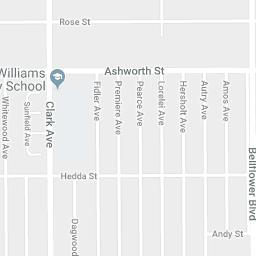 Rose St
Williams
y School
Ashworth St
Whitewood Ave
Sunfield Ave
Clark Ave
Fidler Ave
Premiere Ave
Pearce Ave
Lorelei Ave
Hersholt Ave
Autry Ave
Amos Ave
Bellflower Blvd
Hedda St
Dagwood
Andy St